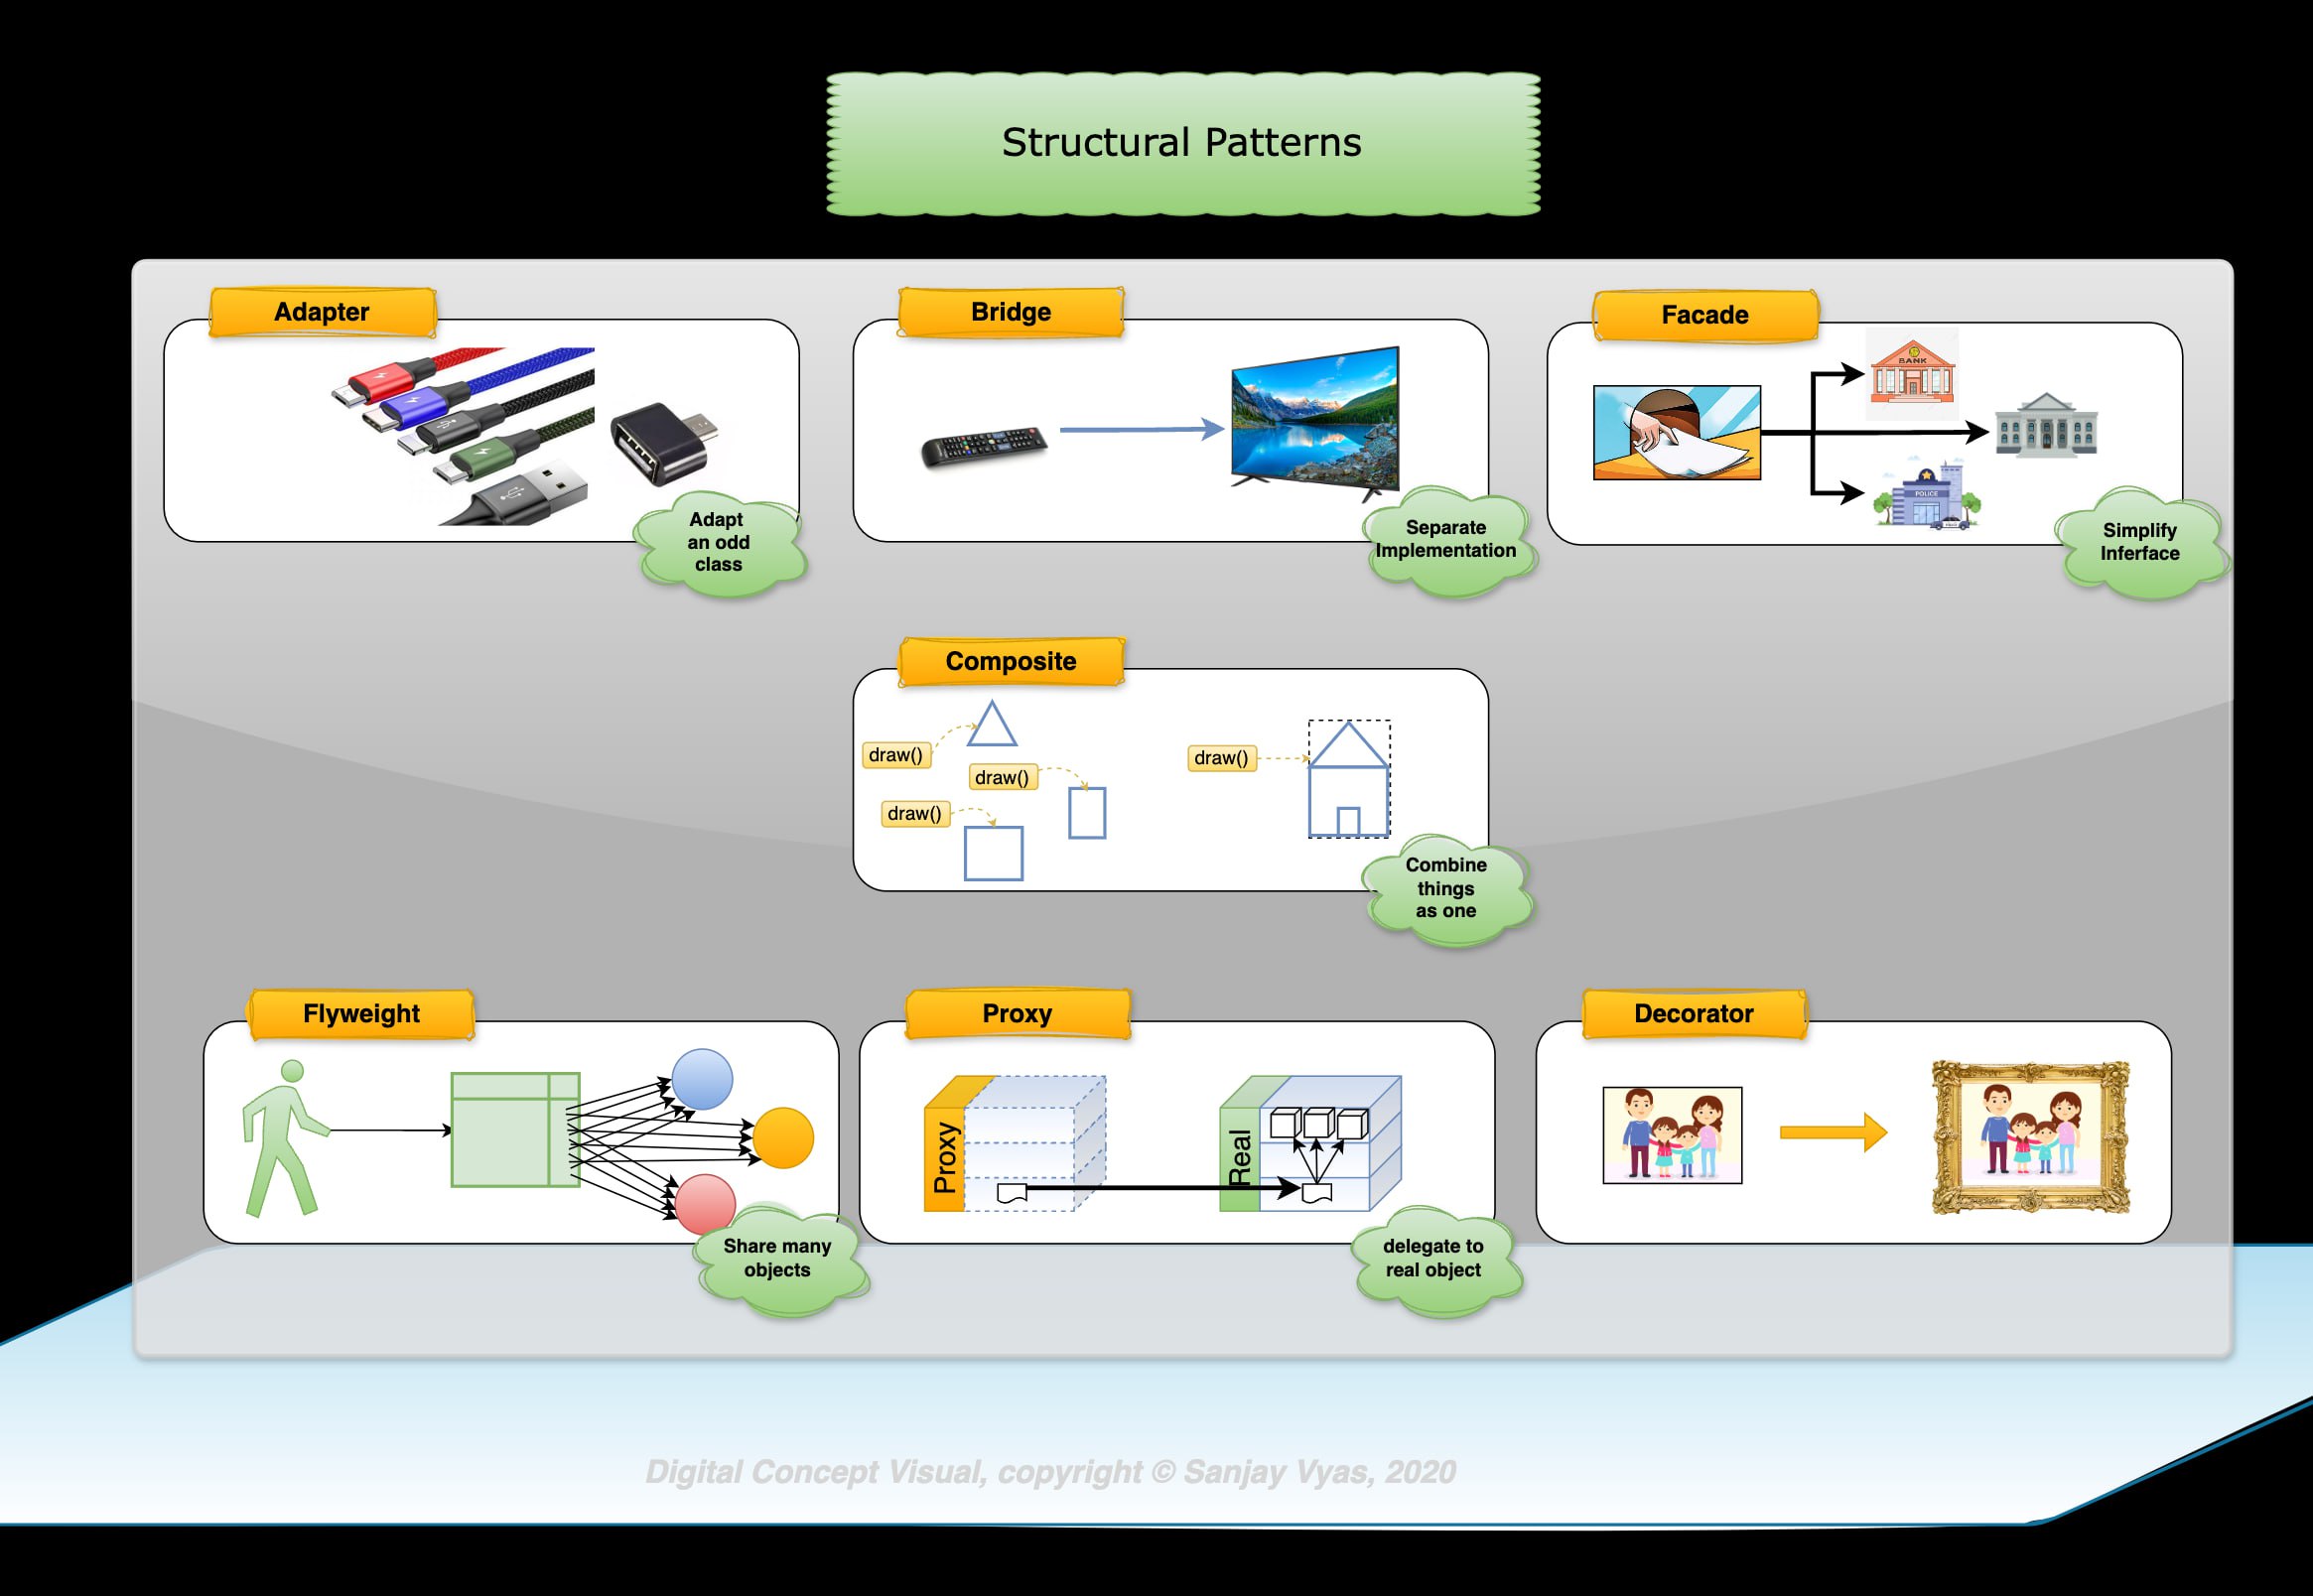 Structural Patterns
Adapter
Adapt
an odd
class
Bridge
Separate
Implementation
Facade
BANK
POLICE
Simplify
Inferface
Composite
draw()
draw()
draw()
draw()
Combine
things
as one
Flyweight
Share many
objects
Proxy
Proxy
Real
delegate to
real object
Decorator
Digital Concept Visual, copyright © Sanjay Vyas, 2020